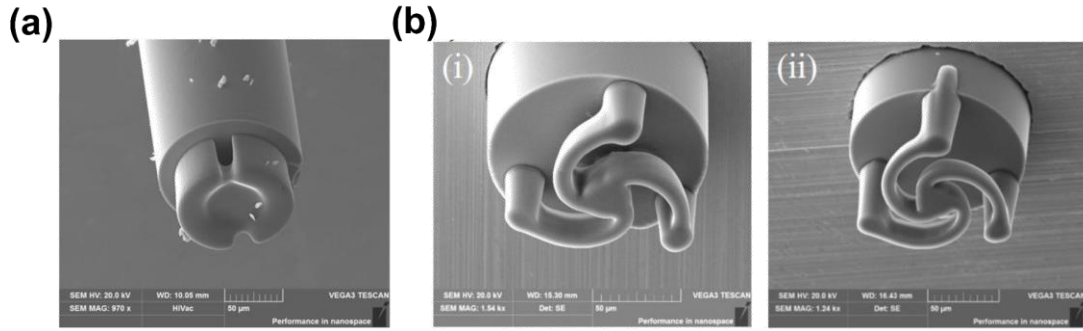 (a)
(b)
(i)
(ii)
SEM HV: 20.0 kV WD: 10.05 mm VEGA3 TESCAN
SEM MAG: 970 x Hi/Vac 50 µm
Performance in nanospace
SEM HV: 20.0 kV WD: 15.30 mm VEGA3 TESCAN
SEM MAG: 1.54 kx Det: SE 50 µm
Performance in nanospace
SEM HV: 20.0 kV WD: 16.43 mm VEGA3 TESCAN
SEM MAG: 1.24 kx Det: SE 50 µm
Performance in nanospace